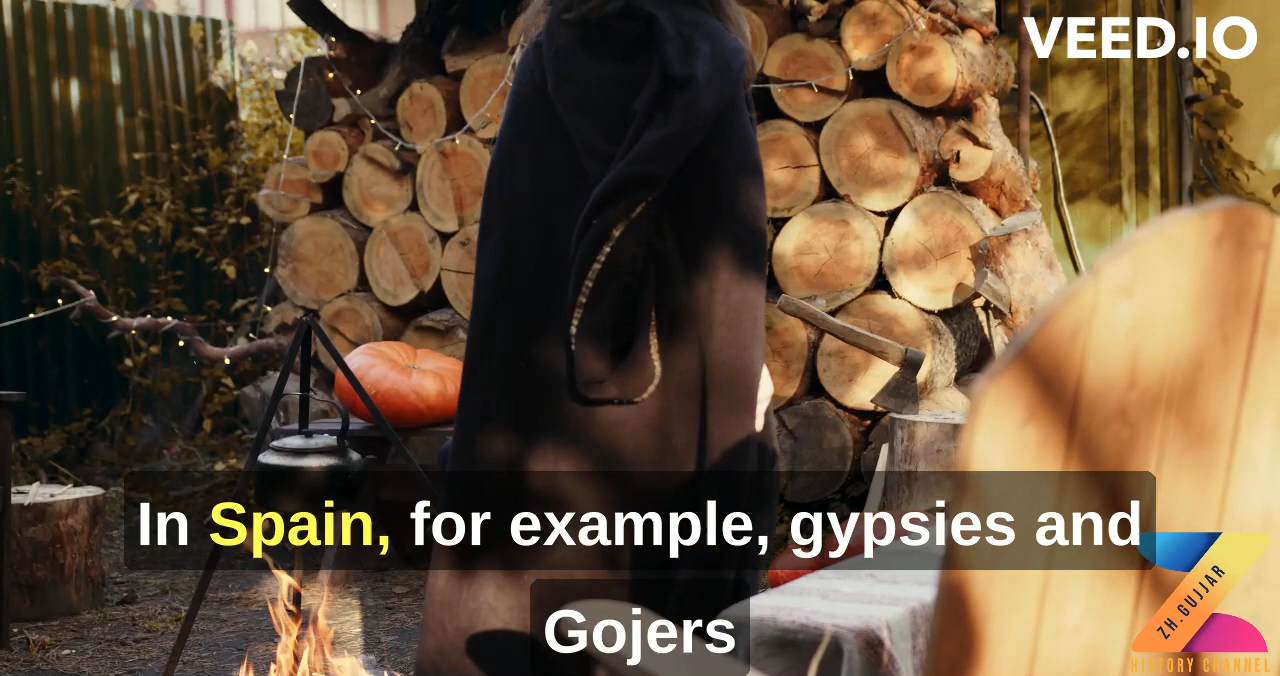 VEED.IO
In Spain, for example, gypsies and
Gojers
ZH.GUJJAR
HISTORY CHANNEL